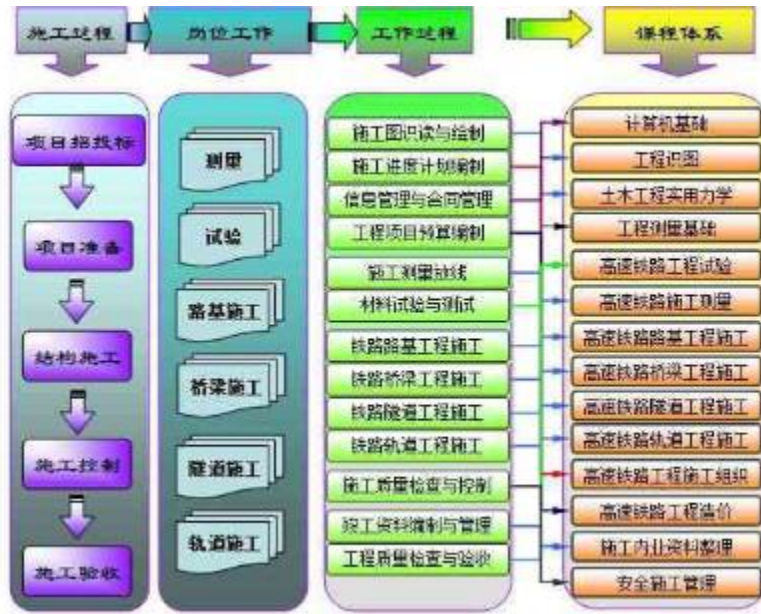 施工过程
岗位工作
工作过程
课程体系
项目招投标
项目准备
结构施工
施工控制
施工验收
测量
试验
路基施工
桥梁施工
隧道施工
轨道施工
施工图识读与绘制
施工进度计划编制
信息管理与合同管理
工程项目预算编制
施工测量放线
材料试验与测试
铁路路基工程施工
铁路桥梁工程施工
铁路隧道工程施工
铁路轨道工程施工
施工质量检查与控制
竣工资料编制与管理
工程质量检查与验收
计算机基础
工程识图
土木工程实用力学
工程测量基础
高速铁路工程试验
高速铁路施工测量
高速铁路路基工程施工
高速铁路桥梁工程施工
高速铁路隧道工程施工
高速铁路轨道工程施工
高速铁路工程施工组织
高速铁路工程造价
施工内业资料整理
安全施工管理